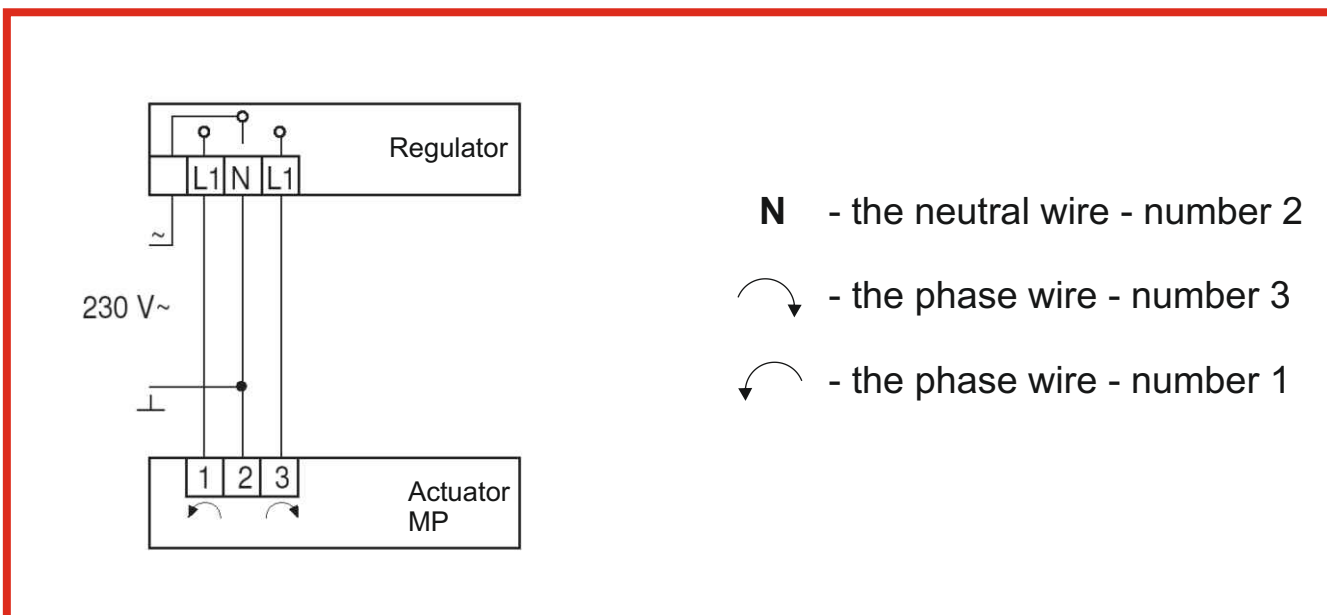 Regulator
L1 N L1
~
230 V~
1 2 3
Actuator
MP
N - the neutral wire - number 2
- the phase wire - number 3
- the phase wire - number 1